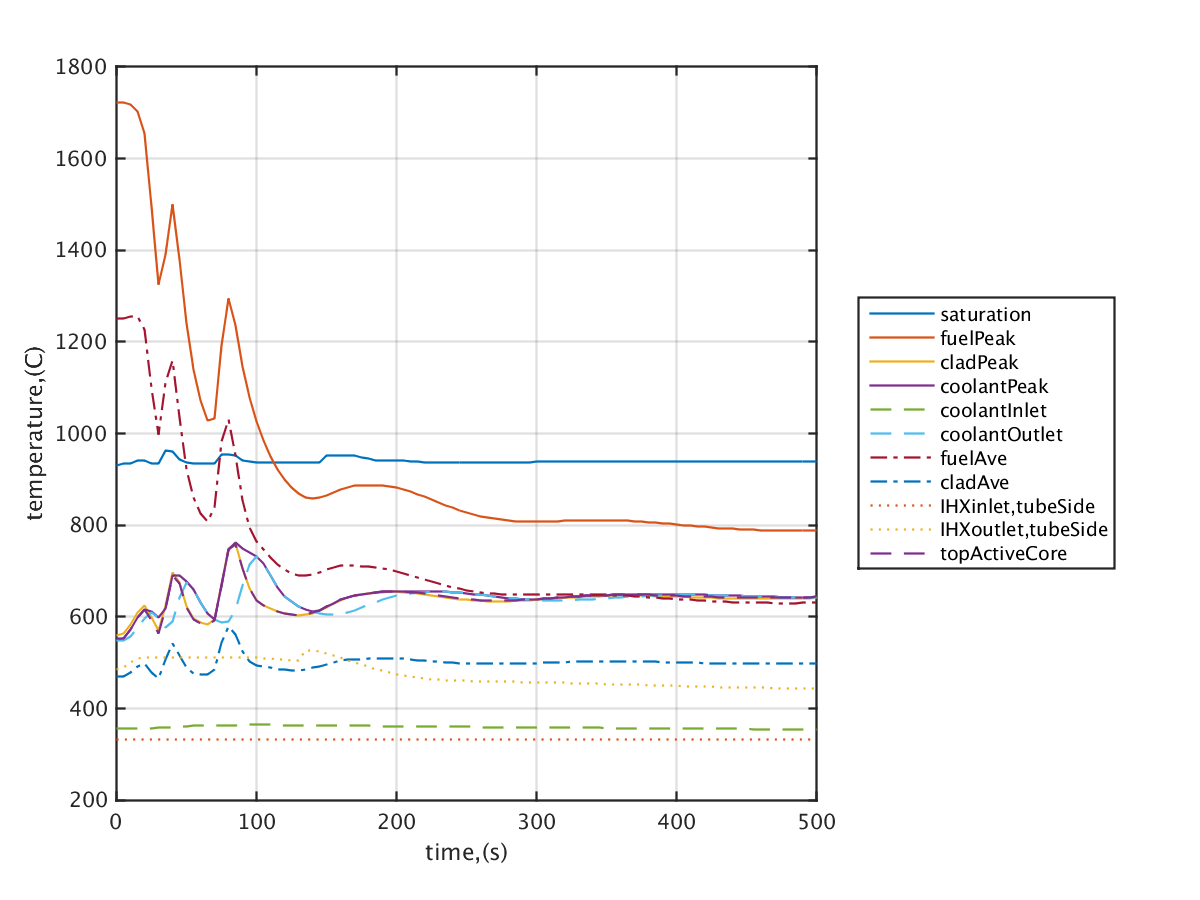 1800
1600
1400
1200
1000
800
600
400
200
temperature,(C)
0 100 200 300 400 500
time,(s)
saturation
fuelPeak
cladPeak
coolantPeak
coolantInlet
coolantOutlet
fuelAve
cladAve
IHXinlet,tubeSide
IHXoutlet,tubeSide
topActiveCore